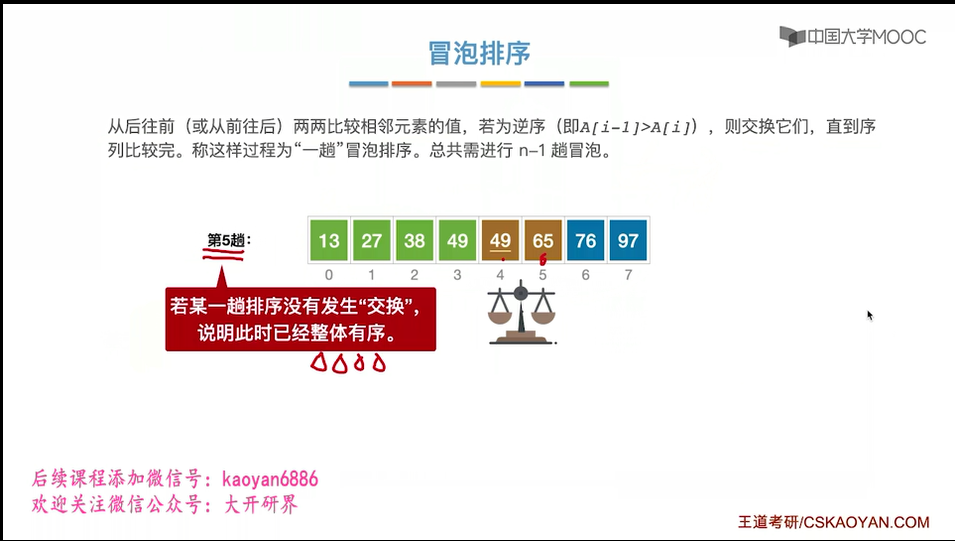 中国大学MOOC
冒泡排序
从后往前（或从前往后）两两比较相邻元素的值，若为逆序（即A[i-1]>A[i]），则交换它们，直到序
列比较完。称这样过程为“一趟”冒泡排序。总共需进行 n-1 趟冒泡。
第5趟：
13 27 38 49 49 65 76 97
0 1 2 3 4 5 6 7
若某一趟排序没有发生“交换”，
说明此时已经整体有序。
后续课程添加微信号：kaoyan6886
欢迎关注微信公众号：大开研界
王道考研/CSKAOYAN.COM